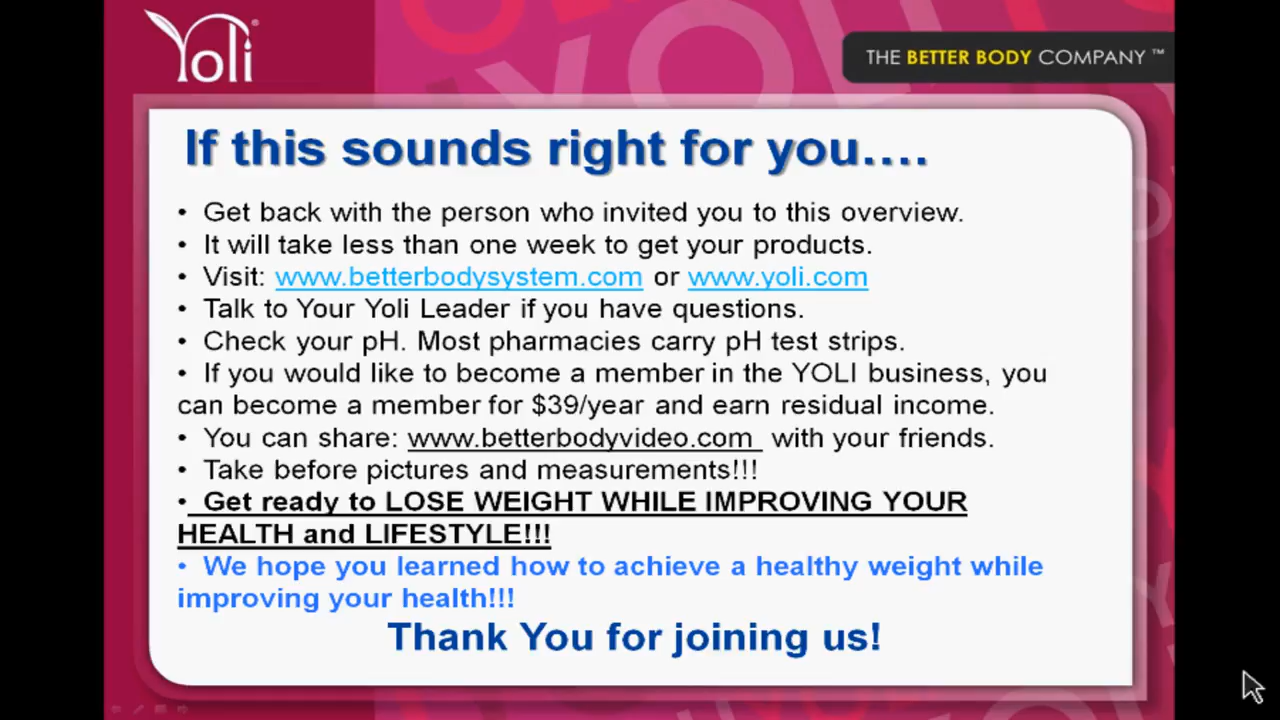 Yoli®
THE BETTER BODY COMPANY ™
If this sounds right for you....
• Get back with the person who invited you to this overview.
• It will take less than one week to get your products.
• Visit: www.betterbodysystem.com or www.yoli.com
• Talk to Your Yoli Leader if you have questions.
• Check your pH. Most pharmacies carry pH test strips.
• If you would like to become a member in the YOLI business, you
can become a member for $39/year and earn residual income.
• You can share: www.betterbodyvideo.com with your friends.
• Take before pictures and measurements!!!
• Get ready to LOSE WEIGHT WHILE IMPROVING YOUR
HEALTH and LIFESTYLE!!!
• We hope you learned how to achieve a healthy weight while
improving your health!!!
Thank You for joining us!